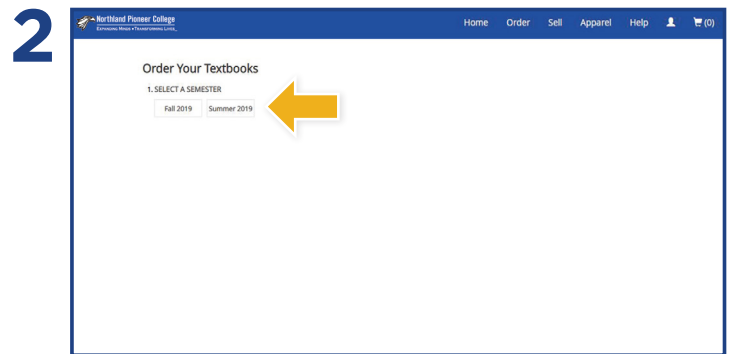 2
Northland Pioneer College
EXPANDING MINDS • TRANSFORMING LIVES
Home Order Sell Apparel Help (0)
Order Your Textbooks
1. SELECT A SEMESTER
Fall 2019 Summer 2019